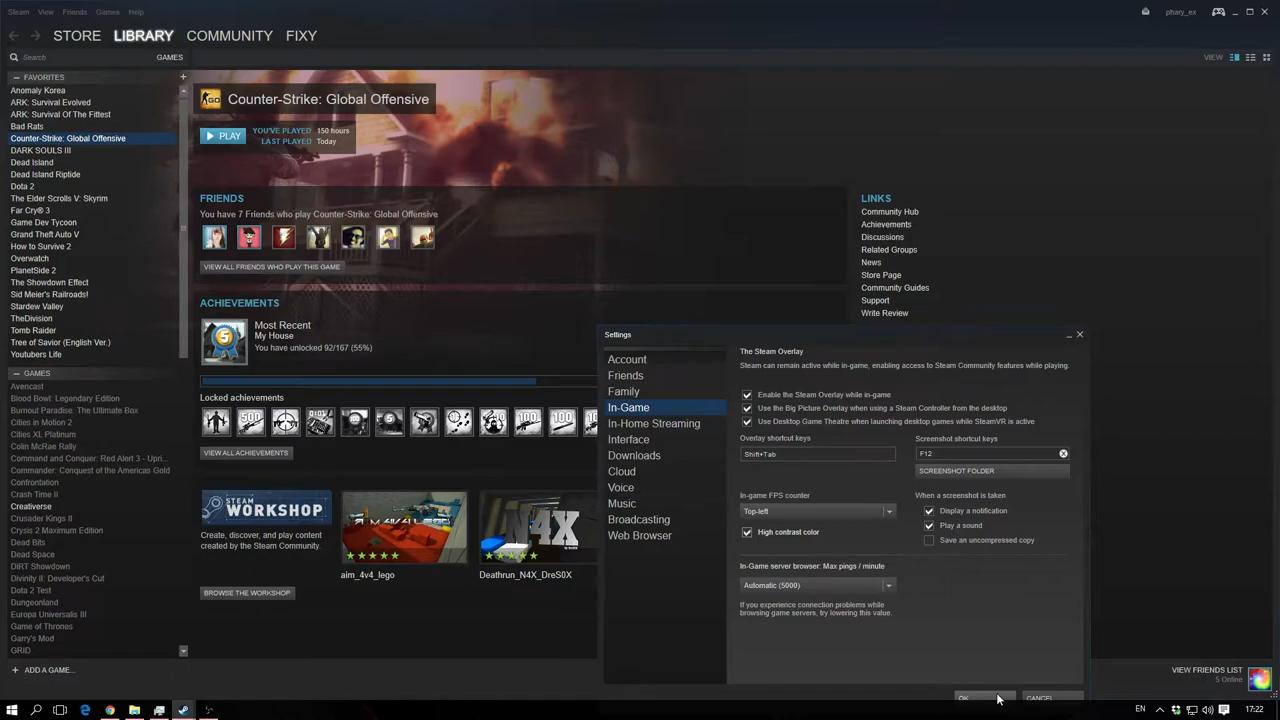 Steam View Friends Games Help
phary_ex
STORE LIBRARY COMMUNITY FIXY
Search GAMES
VIEW
FAVORITES
Anomaly Korea
ARK: Survival Evolved
ARK: Survival Of The Fittest
Bad Rats
Counter-Strike: Global Offensive
DARK SOULS III
Dead Island
Dead Island Riptide
Dota 2
The Elder Scrolls V: Skyrim
Far Cry® 3
Game Dev Tycoon
Grand Theft Auto V
How to Survive 2
Overwatch
PlanetSide 2
The Showdown Effect
Sid Meier's Railroads!
Stardew Valley
TheDivision
Tomb Raider
Tree of Savior (English Ver.)
Youtubers Life
GAMES
Avencast
Blood Bowl: Legendary Edition
Burnout Paradise: The Ultimate Box
Cities in Motion 2
Cities XL Platinum
Colin McRae Rally
Command and Conquer: Red Alert 3 - Upri...
Commander: Conquest of the Americas Gold
Confrontation
Crash Time II
Creativerse
Crusader Kings II
Crysis 2 Maximum Edition
Dead Bits
Dead Space
DiRT Showdown
Divinity II: Developer's Cut
Dota 2 Test
Dungeonland
Europa Universalis III
Game of Thrones
Garry's Mod
GRID
ADD A GAME...
Counter-Strike: Global Offensive
PLAY
YOU'VE PLAYED 150 hours
LAST PLAYED Today
FRIENDS
You have 7 Friends who play Counter-Strike: Global Offensive
VIEW ALL FRIENDS WHO PLAY THIS GAME
ACHIEVEMENTS
Most Recent
My House
You have unlocked 92/167 (55%)
Locked achievements
VIEW ALL ACHIEVEMENTS
STEAM WORKSHOP
Create, discover, and play content
created by the Steam Community.
BROWSE THE WORKSHOP
aim_4v4_lego
N4X
Deathrun_N4X_DreS0X
LINKS
Community Hub
Achievements
Discussions
Related Groups
News
Store Page
Community Guides
Support
Write Review
Settings
Account
Friends
Family
In-Game
In-Home Streaming
Interface
Downloads
Cloud
Voice
Music
Broadcasting
Web Browser
The Steam Overlay
Steam can remain active while in-game, enabling access to Steam Community features while playing.
Enable the Steam Overlay while in-game
Use the Big Picture Overlay when using a Steam Controller from the desktop
Use Desktop Game Theatre when launching desktop games while SteamVR is active
Overlay shortcut keys
Shift+Tab
Screenshot shortcut keys
F12
SCREENSHOT FOLDER
In-game FPS counter
Top-left
High contrast color
When a screenshot is taken
Display a notification
Play a sound
Save an uncompressed copy
In-Game server browser: Max pings / minute
Automatic (5000)
If you experience connection problems while
browsing game servers, try lowering this value.
OK CANCEL
VIEW FRIENDS LIST
5 Online
EN 17:22